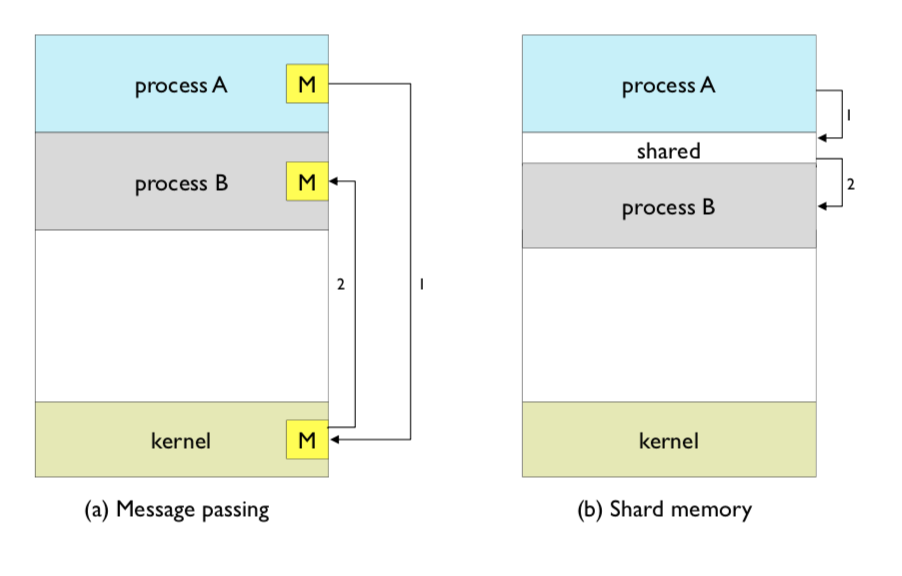 process A
M
process B
M
2
1
kernel
M
(a) Message passing
process A
1
shared
2
process B
kernel
(b) Shard memory